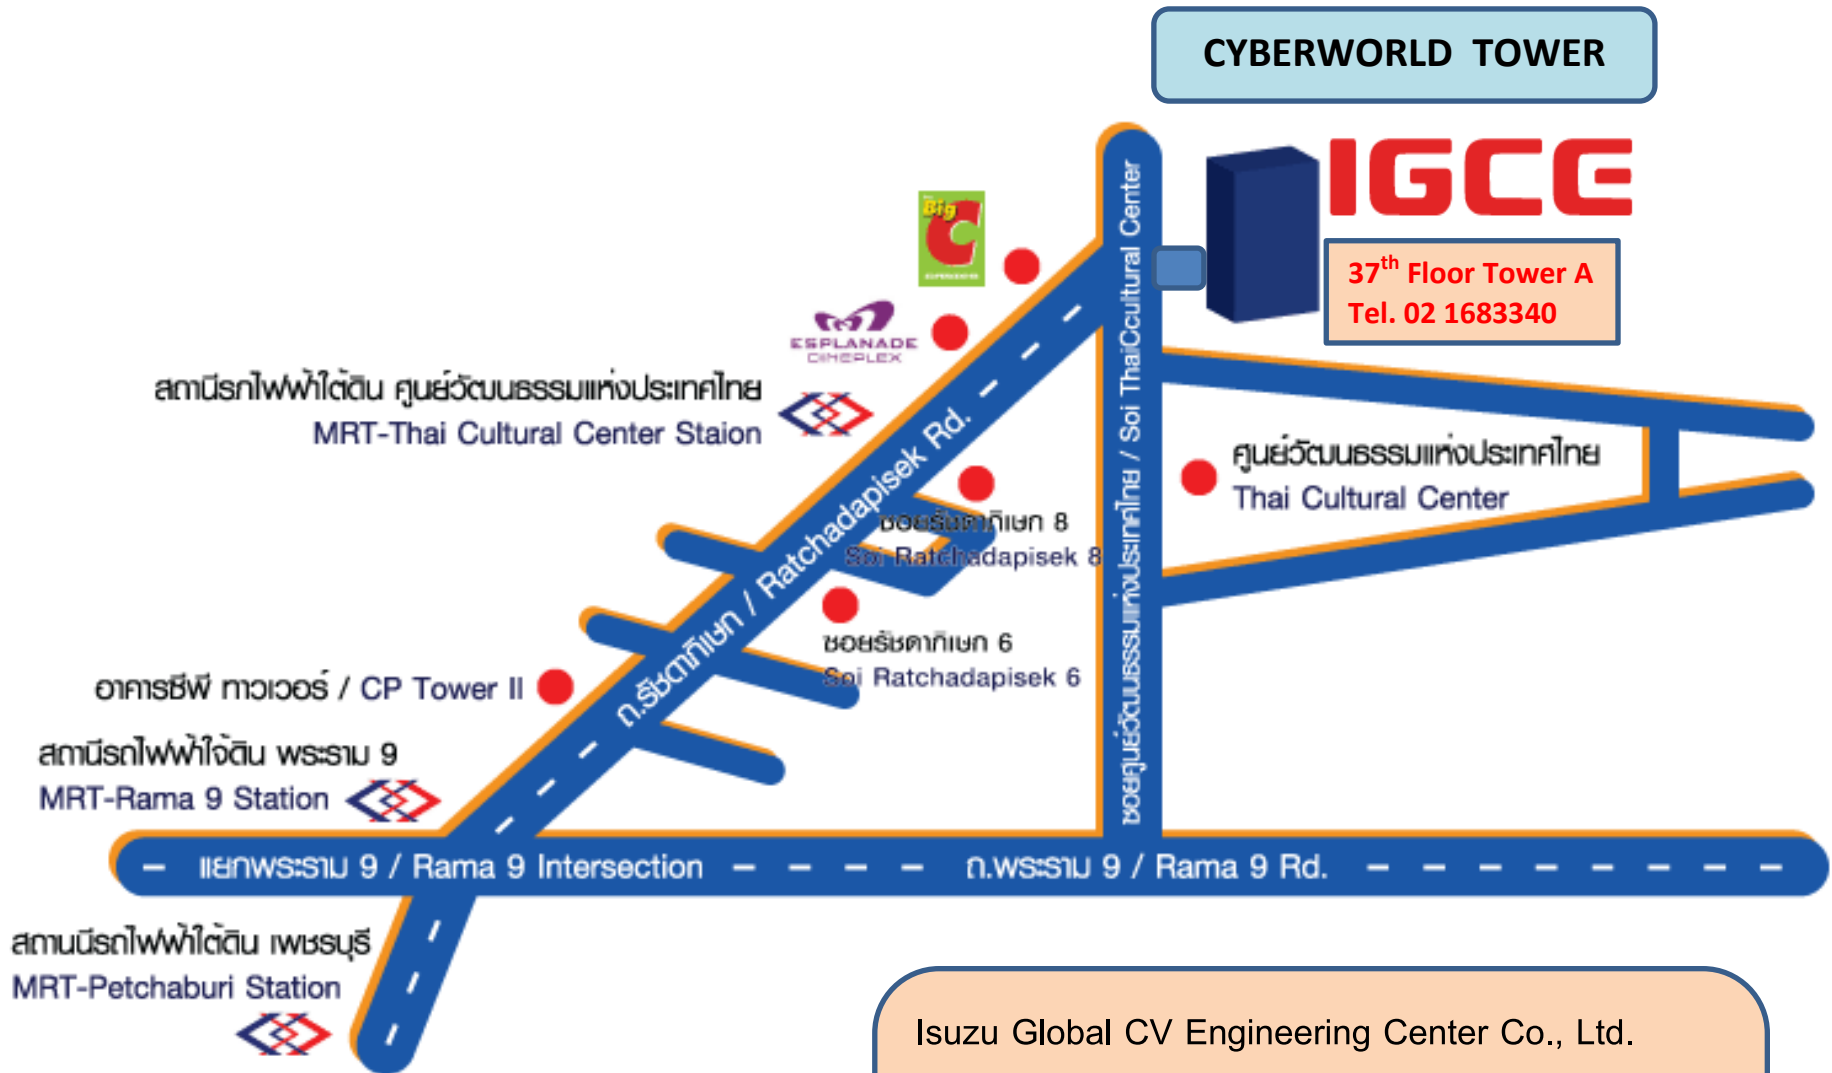 CYBERWORLD TOWER
IGCE
37th Floor Tower A
Tel. 02 1683340
Big
C
ESPLANADE
CINEPLEX
สถานีรถไฟฟ้าใต้ดิน ศูนย์วัฒนธรรมแห่งประเทศไทย
MRT-Thai Cultural Center Staion
ถ.รัชดาภิเษก / Ratchadapisek Rd.
ซอยศูนย์วัฒนธรรมแห่งประเทศไทย / Soi ThaiCcultural Center
ศูนย์วัฒนธรรมแห่งประเทศไทย
Thai Cultural Center
ซอยรัชดาภิเษก 8
Soi Ratchadapisek 8
ซอยรัชดาภิเษก 6
Soi Ratchadapisek 6
อาคารซีพี ทาวเวอร์ / CP Tower II
สถานีรถไฟฟ้าใจ้ดิน พระราม 9
MRT-Rama 9 Station
แยกพระราม 9 / Rama 9 Intersection
ถ.พระราม 9 / Rama 9 Rd.
สถานนีรถไฟฟ้าใต้ดิน เพชรบุรี
MRT-Petchaburi Station
Isuzu Global CV Engineering Center Co., Ltd.